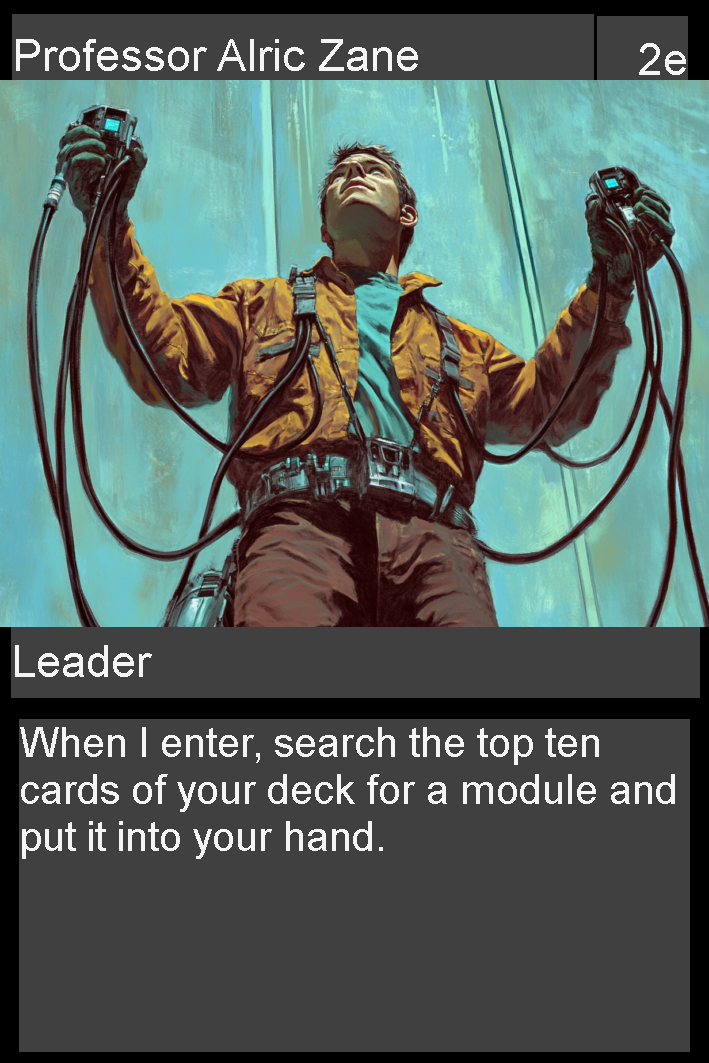 Professor Alric Zane
2e
Leader
When I enter, search the top ten
cards of your deck for a module and
put it into your hand.